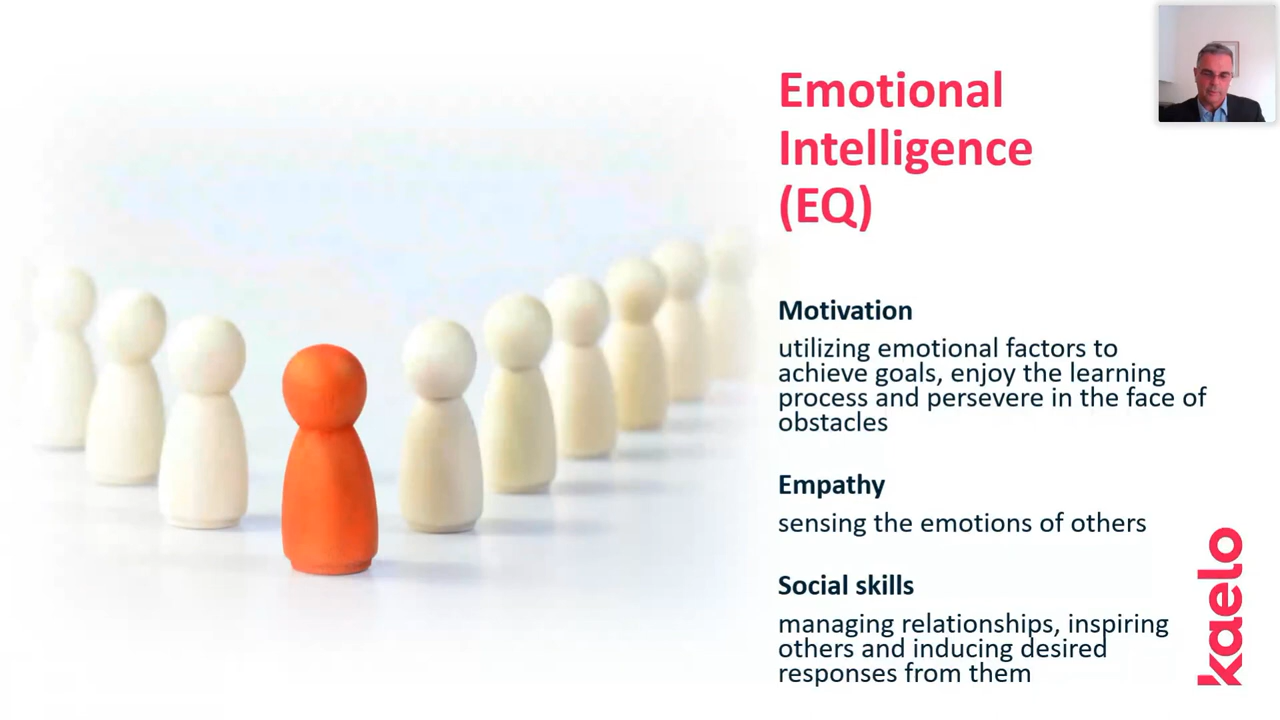 Emotional
Intelligence
(EQ)
Motivation
utilizing emotional factors to
achieve goals, enjoy the learning
process and persevere in the face of
obstacles
Empathy
sensing the emotions of others
Social skills
managing relationships, inspiring
others and inducing desired
responses from them
kaelo